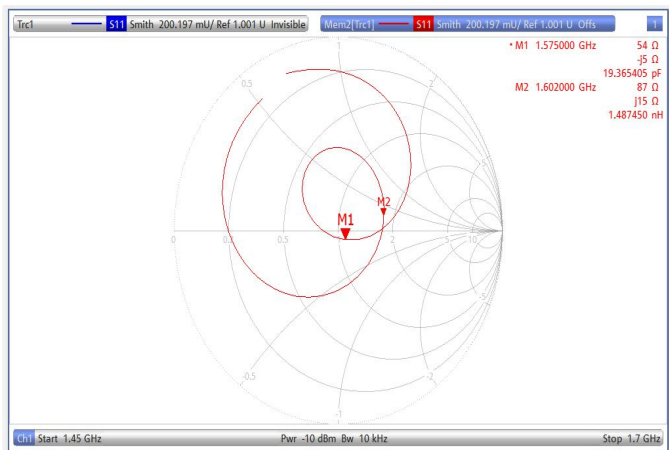 Trc1 S11 Smith 200.197 mU/ Ref 1.001 U Invisible Mem2[Trc1] S11 Smith 200.197 mU/ Ref 1.001 U Offs 1
• M1 1.575000 GHz 54 Ω
-j5 Ω
19.365405 pF
M2 1.602000 GHz 87 Ω
j15 Ω
1.487450 nH
1
0.5 2
5
M2
M1
0 0.2 0.5 2 5 10
-5
-0.5 -2
-1
Ch1 Start 1.45 GHz Pwr -10 dBm Bw 10 kHz Stop 1.7 GHz